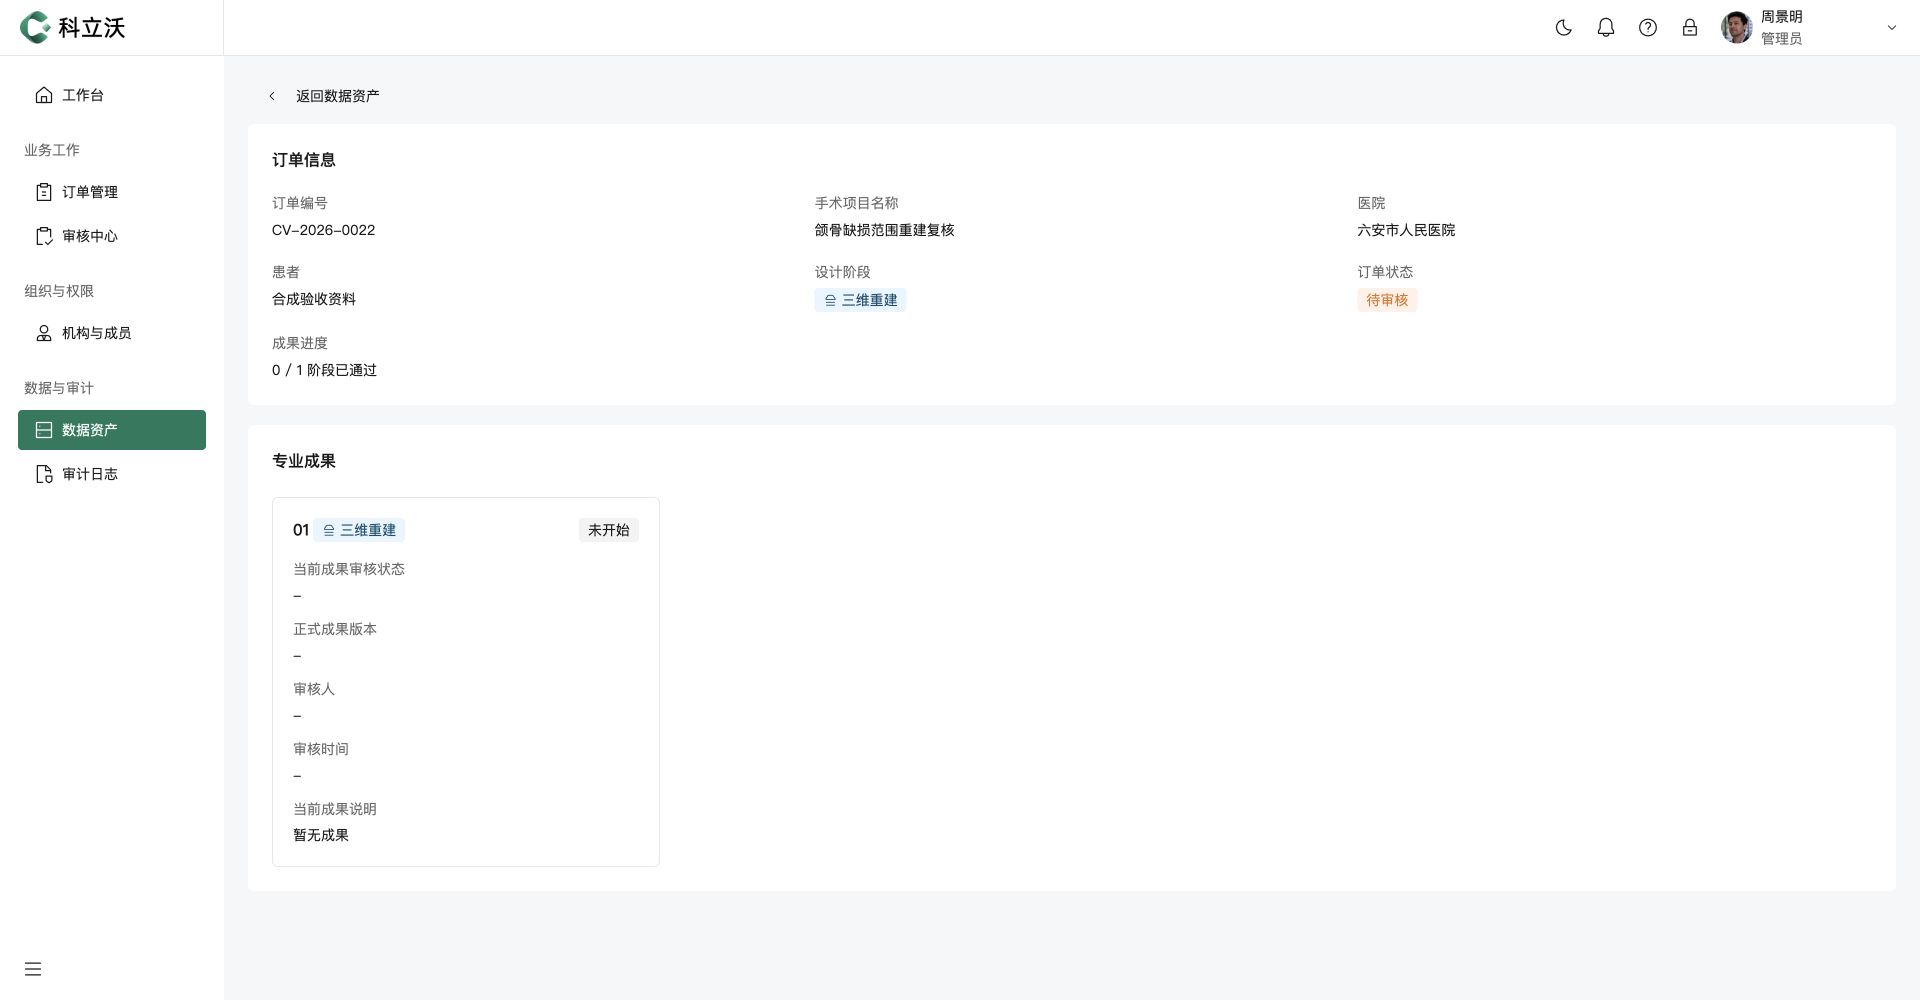 科立沃
周景明
管理员
工作台
业务工作
订单管理
审核中心
组织与权限
机构与成员
数据与审计
数据资产
审计日志
返回数据资产
订单信息
订单编号
CV-2026-0022
手术项目名称
颌骨缺损范围重建复核
医院
六安市人民医院
患者
合成验收资料
设计阶段
三维重建
订单状态
待审核
成果进度
0 / 1 阶段已通过
专业成果
01 三维重建 未开始
当前成果审核状态
–
正式成果版本
–
审核人
–
审核时间
–
当前成果说明
暂无成果